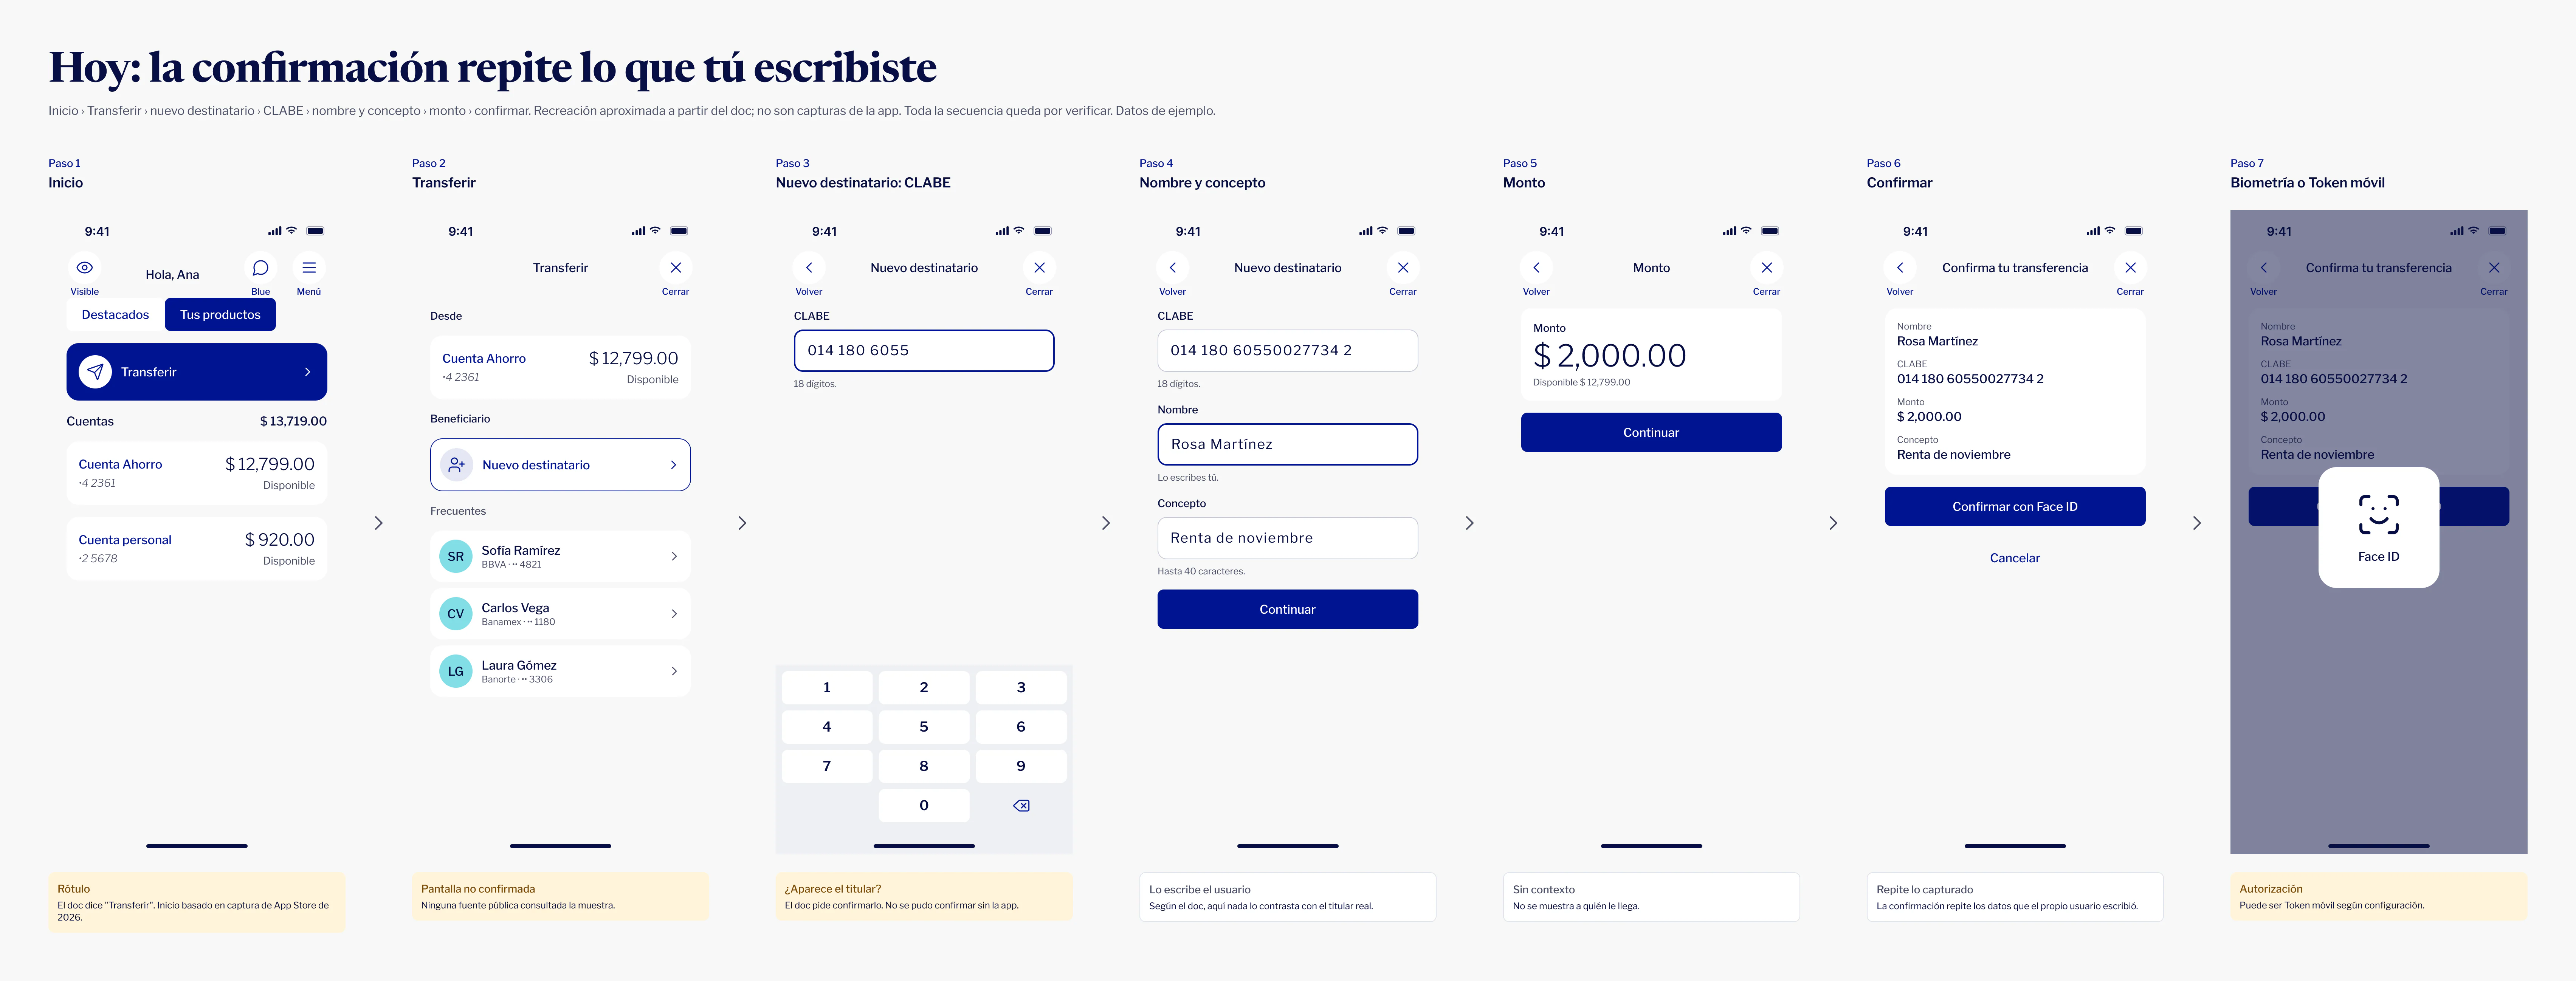 Hoy: la confirmación repite lo que tú escribiste
Inicio › Transferir › nuevo destinatario › CLABE › nombre y concepto › monto › confirmar. Recreación aproximada a partir del doc; no son capturas de la app. Toda la secuencia queda por verificar. Datos de ejemplo.
Paso 1
Inicio
9:41
Hola, Ana
Visible
Blue
Menú
Destacados
Tus productos
Transferir
Cuentas
$ 13,719.00
Cuenta Ahorro
$ 12,799.00
•4 2361
Disponible
Cuenta personal
$ 920.00
•2 5678
Disponible
Rótulo
El doc dice "Transferir". Inicio basado en captura de App Store de
2026.
Paso 2
Transferir
9:41
Transferir
Cerrar
Desde
Cuenta Ahorro
$ 12,799.00
•4 2361
Disponible
Beneficiario
Nuevo destinatario
Frecuentes
SR
Sofía Ramírez
BBVA · •• 4821
CV
Carlos Vega
Banamex · •• 1180
LG
Laura Gómez
Banorte · •• 3306
Pantalla no confirmada
Ninguna fuente pública consultada la muestra.
Paso 3
Nuevo destinatario: CLABE
9:41
Nuevo destinatario
Volver
Cerrar
CLABE
014 180 6055
18 dígitos.
1 2 3
4 5 6
7 8 9
0
¿Aparece el titular?
El doc pide confirmarlo. No se pudo confirmar sin la app.
Paso 4
Nombre y concepto
9:41
Nuevo destinatario
Volver
Cerrar
CLABE
014 180 60550027734 2
18 dígitos.
Nombre
Rosa Martínez
Lo escribes tú.
Concepto
Renta de noviembre
Hasta 40 caracteres.
Continuar
Lo escribe el usuario
Según el doc, aquí nada lo contrasta con el titular real.
Paso 5
Monto
9:41
Monto
Volver
Cerrar
Monto
$ 2,000.00
Disponible $ 12,799.00
Continuar
Sin contexto
No se muestra a quién le llega.
Paso 6
Confirmar
9:41
Confirma tu transferencia
Volver
Cerrar
Nombre
Rosa Martínez
CLABE
014 180 60550027734 2
Monto
$ 2,000.00
Concepto
Renta de noviembre
Confirmar con Face ID
Cancelar
Repite lo capturado
La confirmación repite los datos que el propio usuario escribió.
Paso 7
Biometría o Token móvil
9:41
Confirma tu transferencia
Volver
Cerrar
Nombre
Rosa Martínez
CLABE
014 180 60550027734 2
Monto
$ 2,000.00
Concepto
Renta de noviembre
Face ID
Autorización
Puede ser Token móvil según configuración.